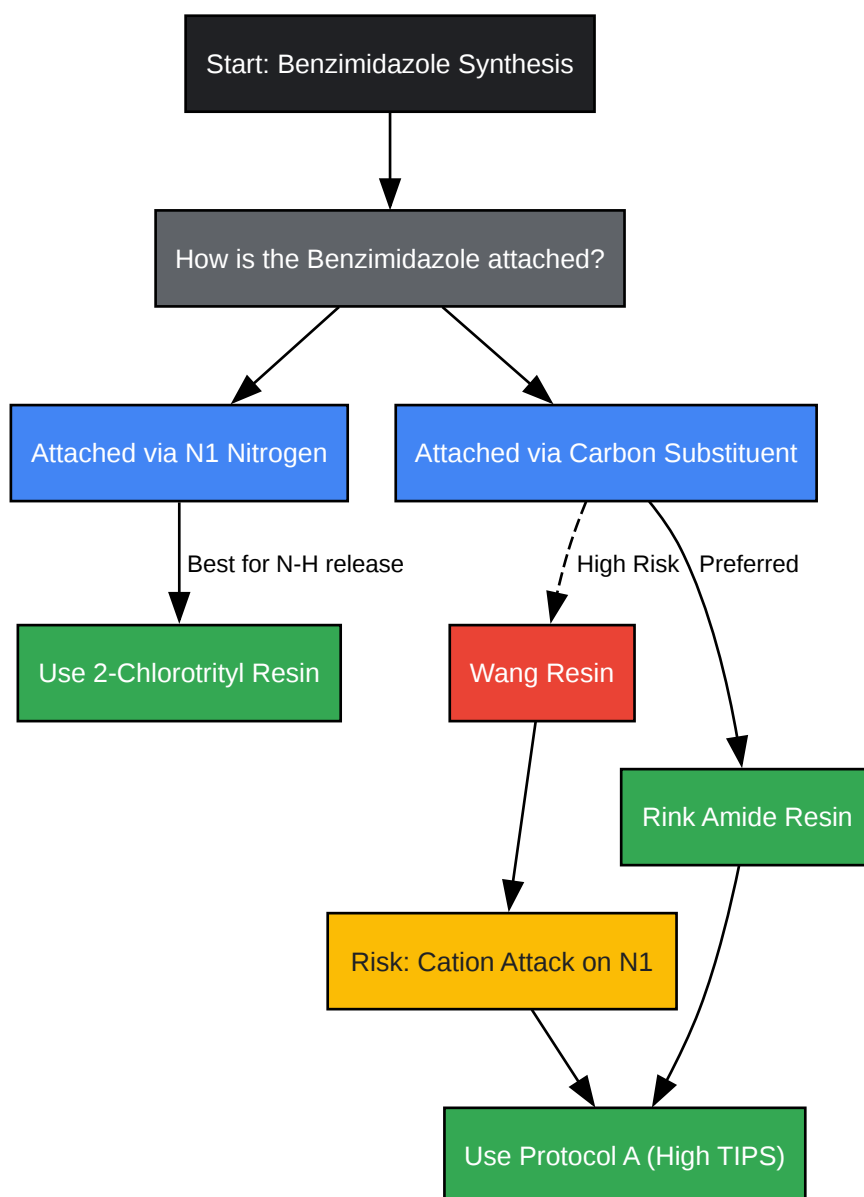 Start: Benzimidazole Synthesis
How is the Benzimidazole attached?
Attached via N1 Nitrogen
Attached via Carbon Substituent
Best for N-H release
High Risk
Preferred
Use 2-Chlorotrityl Resin
Wang Resin
Rink Amide Resin
Risk: Cation Attack on N1
Use Protocol A (High TIPS)